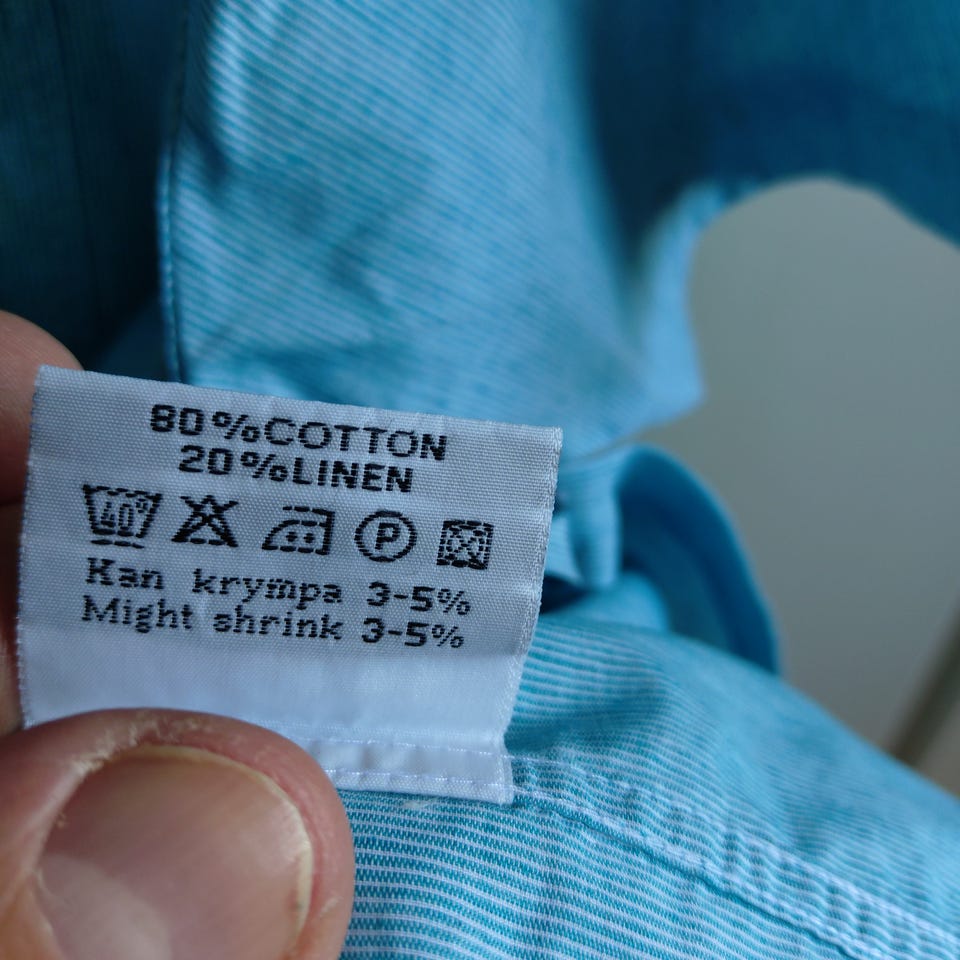 80%COTTON
20%LINEN
40° P
Kan krympa 3-5%
Might shrink 3-5%